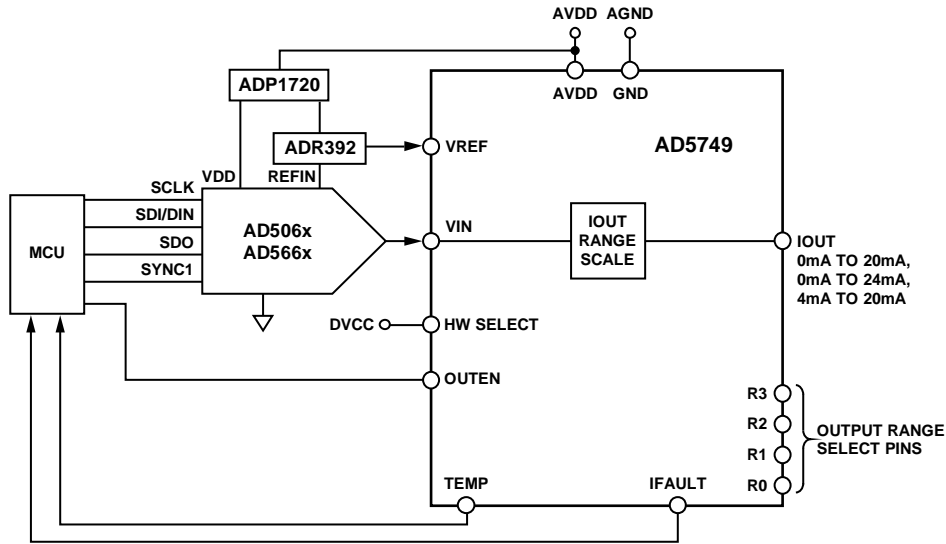 AVDD AGND
ADP1720
AVDD GND
AD5749
ADR392
VREF
VDD REFIN
SCLK
SDI/DIN
SDO
SYNC1
MCU
AD506x
AD566x
VIN
IOUT
RANGE
SCALE
IOUT
0mA TO 20mA,
0mA TO 24mA,
4mA TO 20mA
DVCC
HW SELECT
OUTEN
R3
R2
R1
R0
OUTPUT RANGE
SELECT PINS
TEMP IFAULT